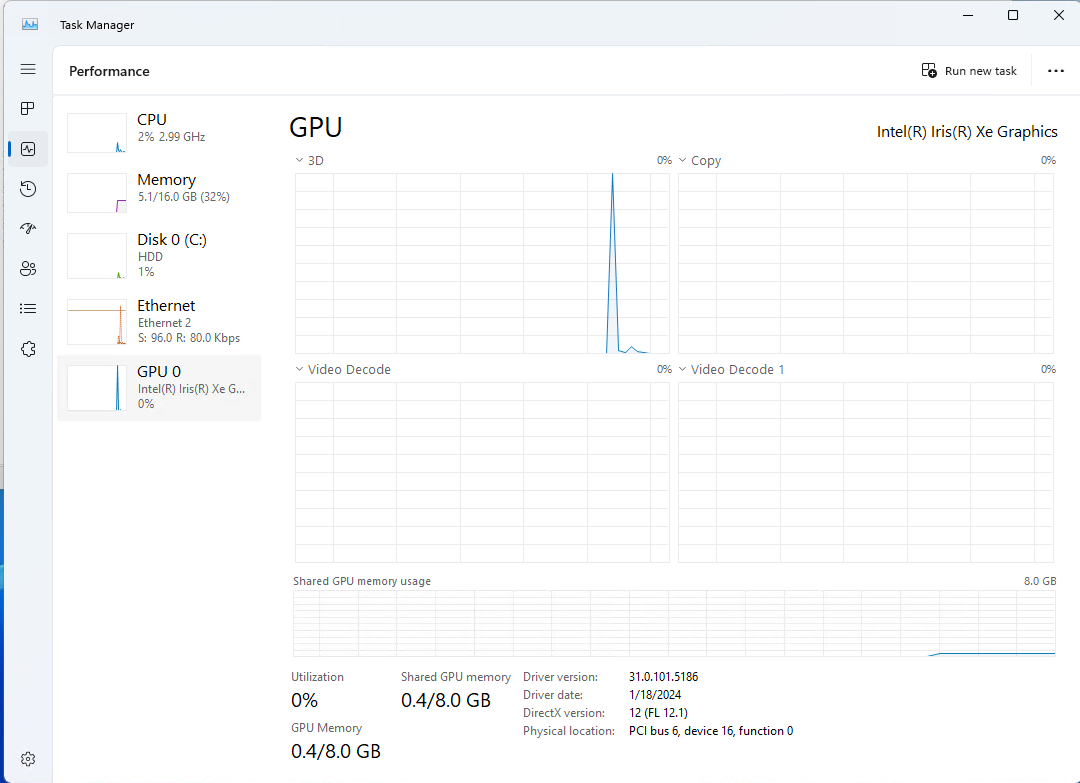 Task Manager
Performance
Run new task
CPU
2% 2.99 GHz
Memory
5.1/16.0 GB (32%)
Disk 0 (C:)
HDD
1%
Ethernet
Ethernet 2
S: 96.0 R: 80.0 Kbps
GPU 0
Intel(R) Iris(R) Xe G...
0%
GPU
Intel(R) Iris(R) Xe Graphics
3D 0%
Copy 0%
Video Decode 0%
Video Decode 1 0%
Shared GPU memory usage 8.0 GB
Utilization
0%
Shared GPU memory
0.4/8.0 GB
GPU Memory
0.4/8.0 GB
Driver version: 31.0.101.5186
Driver date: 1/18/2024
DirectX version: 12 (FL 12.1)
Physical location: PCI bus 6, device 16, function 0